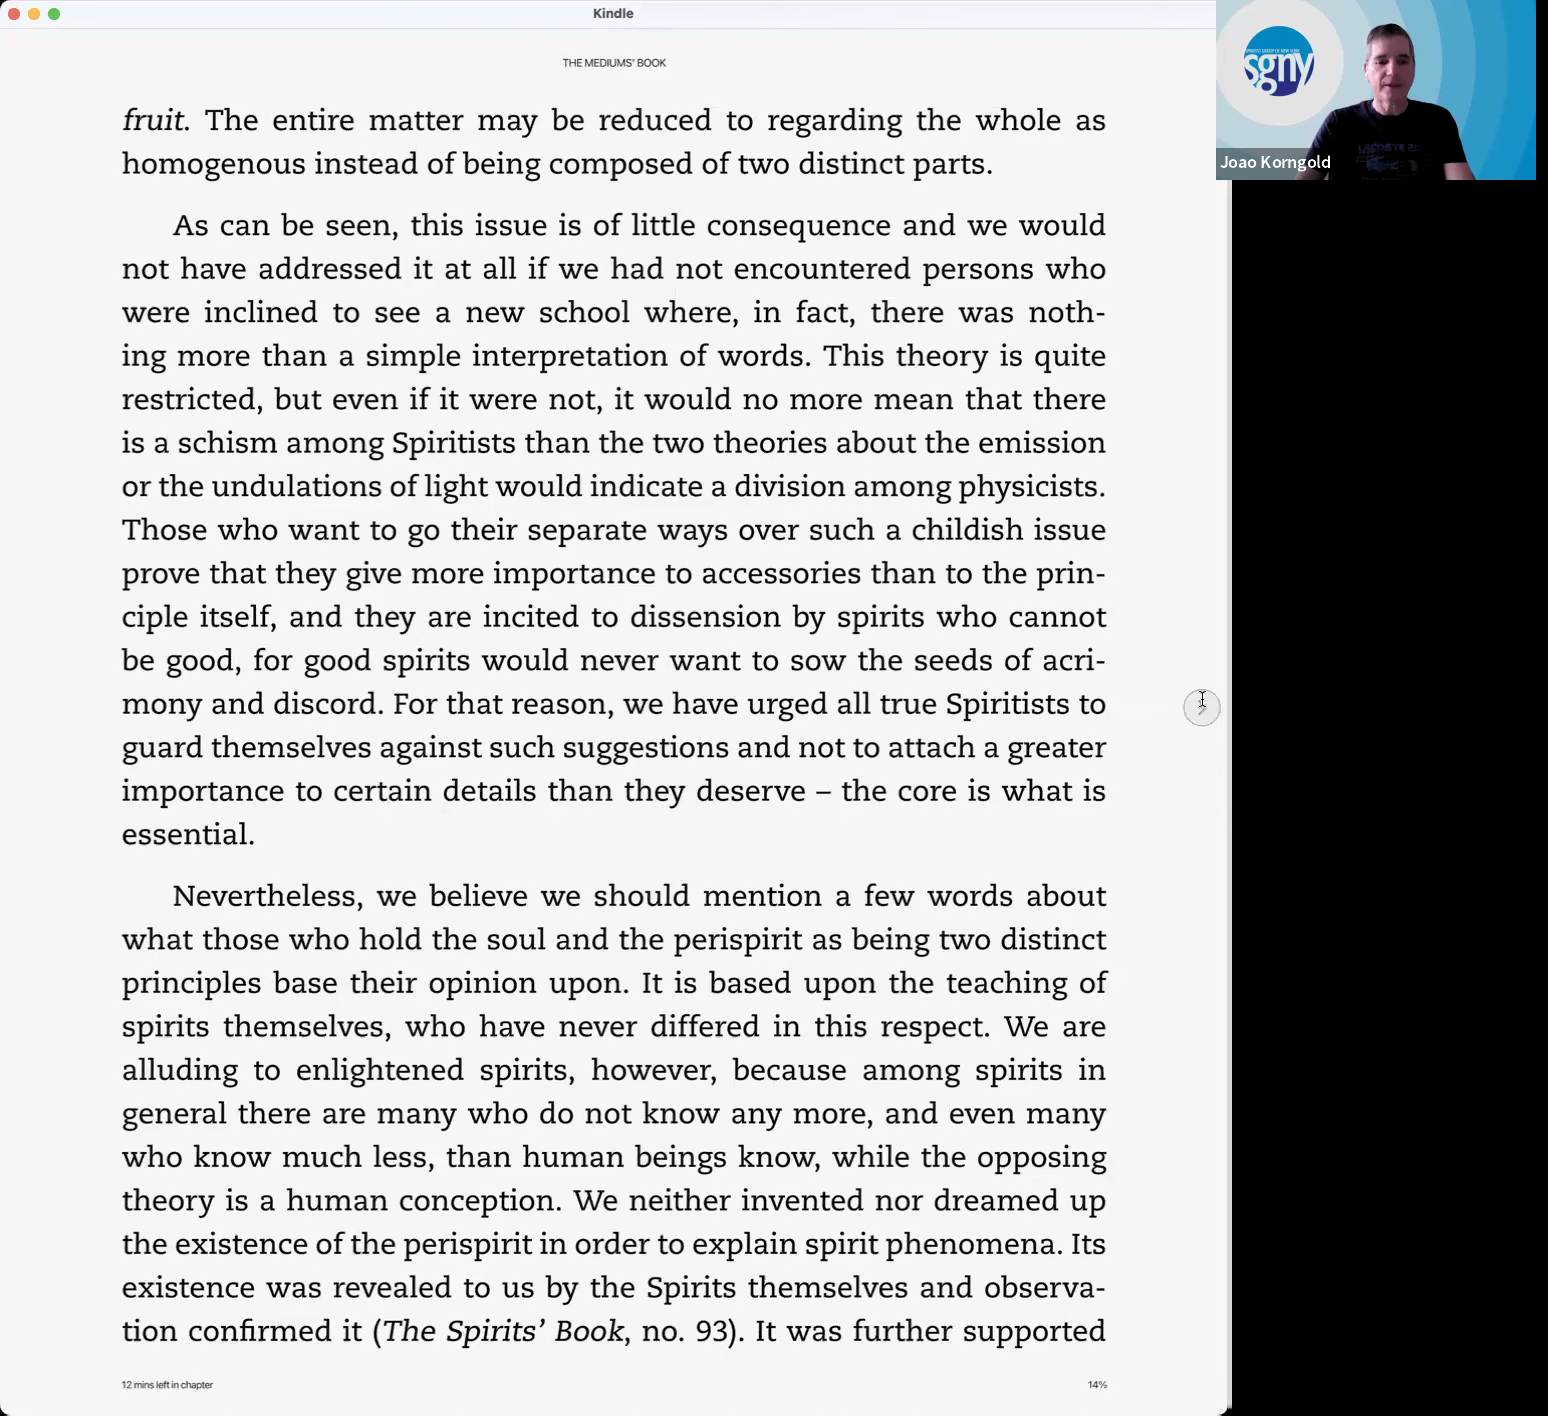 Kindle
THE MEDIUMS' BOOK
fruit. The entire matter may be reduced to regarding the whole as
homogenous instead of being composed of two distinct parts.
As can be seen, this issue is of little consequence and we would
not have addressed it at all if we had not encountered persons who
were inclined to see a new school where, in fact, there was noth-
ing more than a simple interpretation of words. This theory is quite
restricted, but even if it were not, it would no more mean that there
is a schism among Spiritists than the two theories about the emission
or the undulations of light would indicate a division among physicists.
Those who want to go their separate ways over such a childish issue
prove that they give more importance to accessories than to the prin-
ciple itself, and they are incited to dissension by spirits who cannot
be good, for good spirits would never want to sow the seeds of acri-
mony and discord. For that reason, we have urged all true Spiritists to
guard themselves against such suggestions and not to attach a greater
importance to certain details than they deserve – the core is what is
essential.
Nevertheless, we believe we should mention a few words about
what those who hold the soul and the perispirit as being two distinct
principles base their opinion upon. It is based upon the teaching of
spirits themselves, who have never differed in this respect. We are
alluding to enlightened spirits, however, because among spirits in
general there are many who do not know any more, and even many
who know much less, than human beings know, while the opposing
theory is a human conception. We neither invented nor dreamed up
the existence of the perispirit in order to explain spirit phenomena. Its
existence was revealed to us by the Spirits themselves and observa-
tion confirmed it (The Spirits' Book, no. 93). It was further supported
12 mins left in chapter
14%
sgny
Joao Korngold